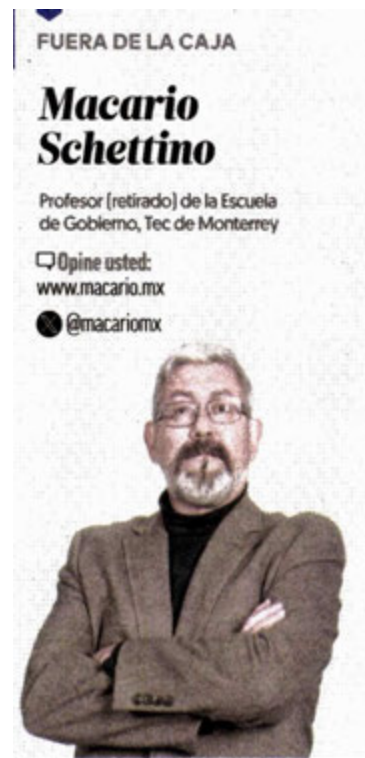 FUERA DE LA CAJA
Macario
Schettino
Profesor (retirado) de la Escuela
de Gobierno, Tec de Monterrey
Opine usted:
www.macario.mx
@macariomx